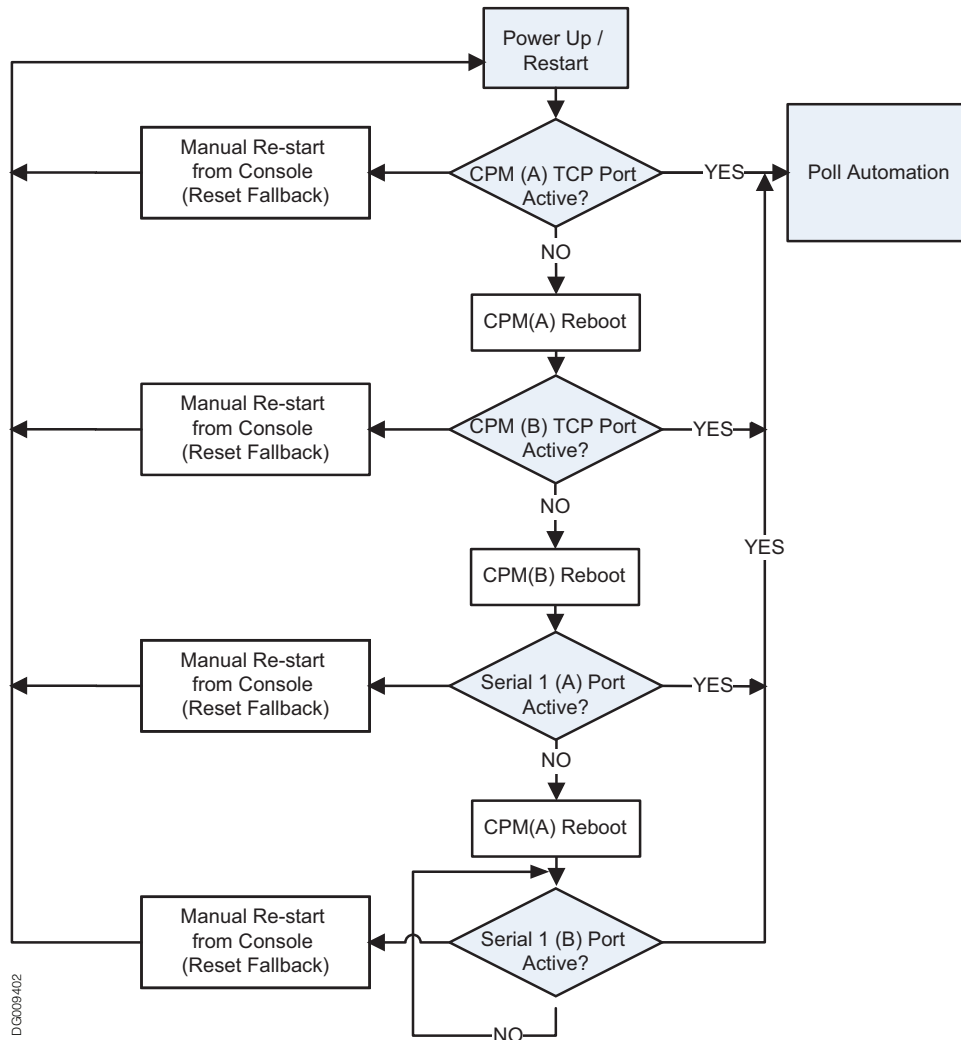 Power Up /
Restart
Manual Re-start
from Console
(Reset Fallback)
CPM (A) TCP Port
Active?
YES
Poll Automation
NO
CPM(A) Reboot
Manual Re-start
from Console
(Reset Fallback)
CPM (B) TCP Port
Active?
YES
NO
CPM(B) Reboot
YES
Manual Re-start
from Console
(Reset Fallback)
Serial 1 (A) Port
Active?
YES
NO
CPM(A) Reboot
Manual Re-start
from Console
(Reset Fallback)
Serial 1 (B) Port
Active?
NO
DG009402